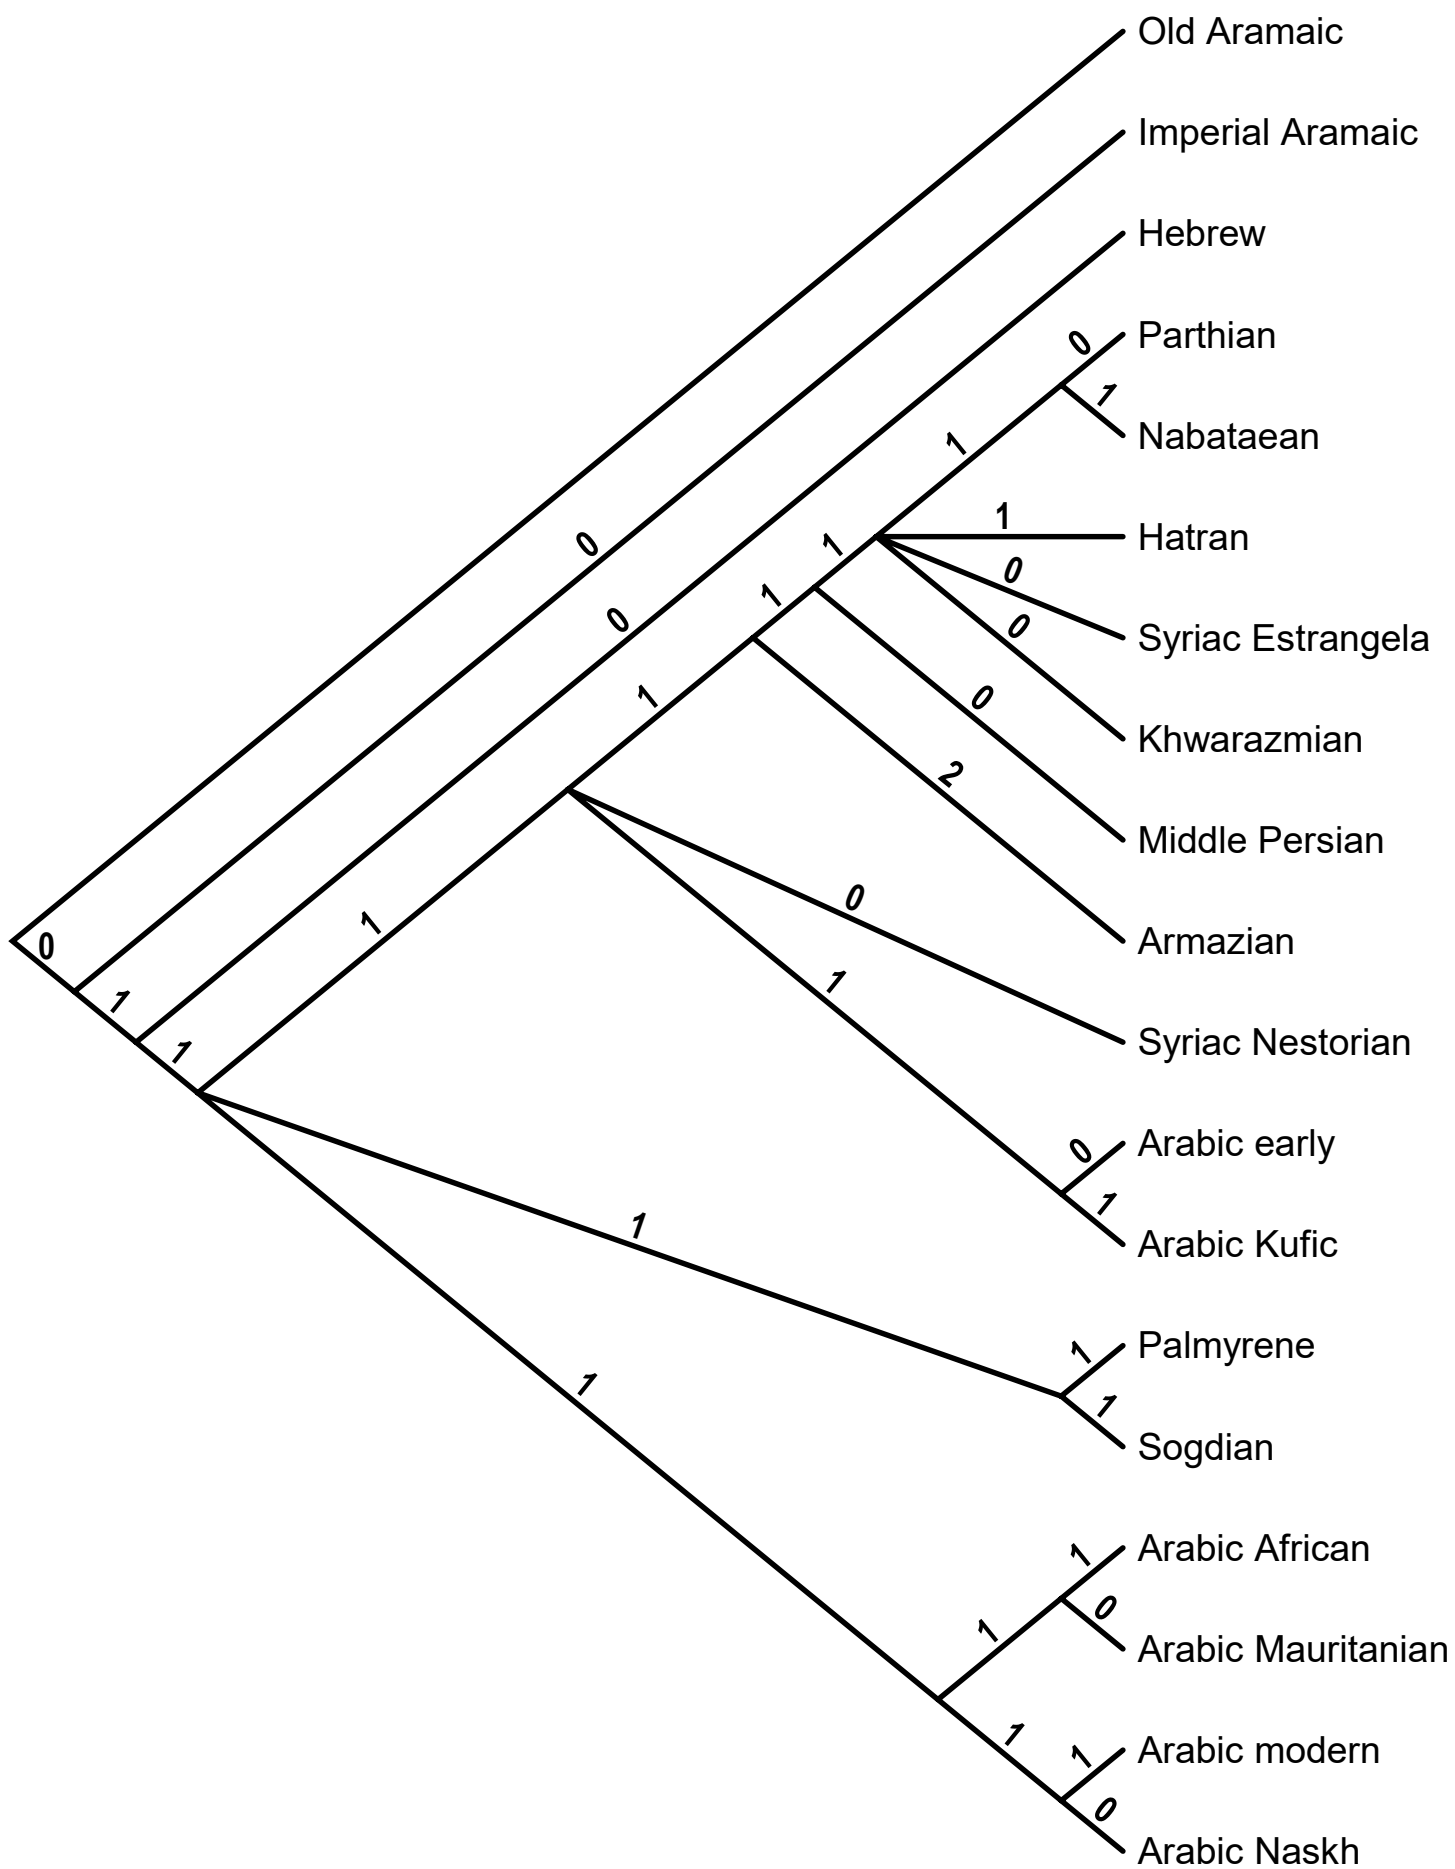 Old Aramaic
Imperial Aramaic
Hebrew
0
Parthian
1
Nabataean
1
1
Hatran
0
1
0
Syriac Estrangela
1
0
0
1
0
Khwarazmian
2
Middle Persian
0
1
0
Armazian
1
1
Syriac Nestorian
1
0
Arabic early
1
Arabic Kufic
1
1
Palmyrene
1
1
Sogdian
1
Arabic African
1
0
Arabic Mauritanian
1
1
Arabic modern
0
Arabic Naskh